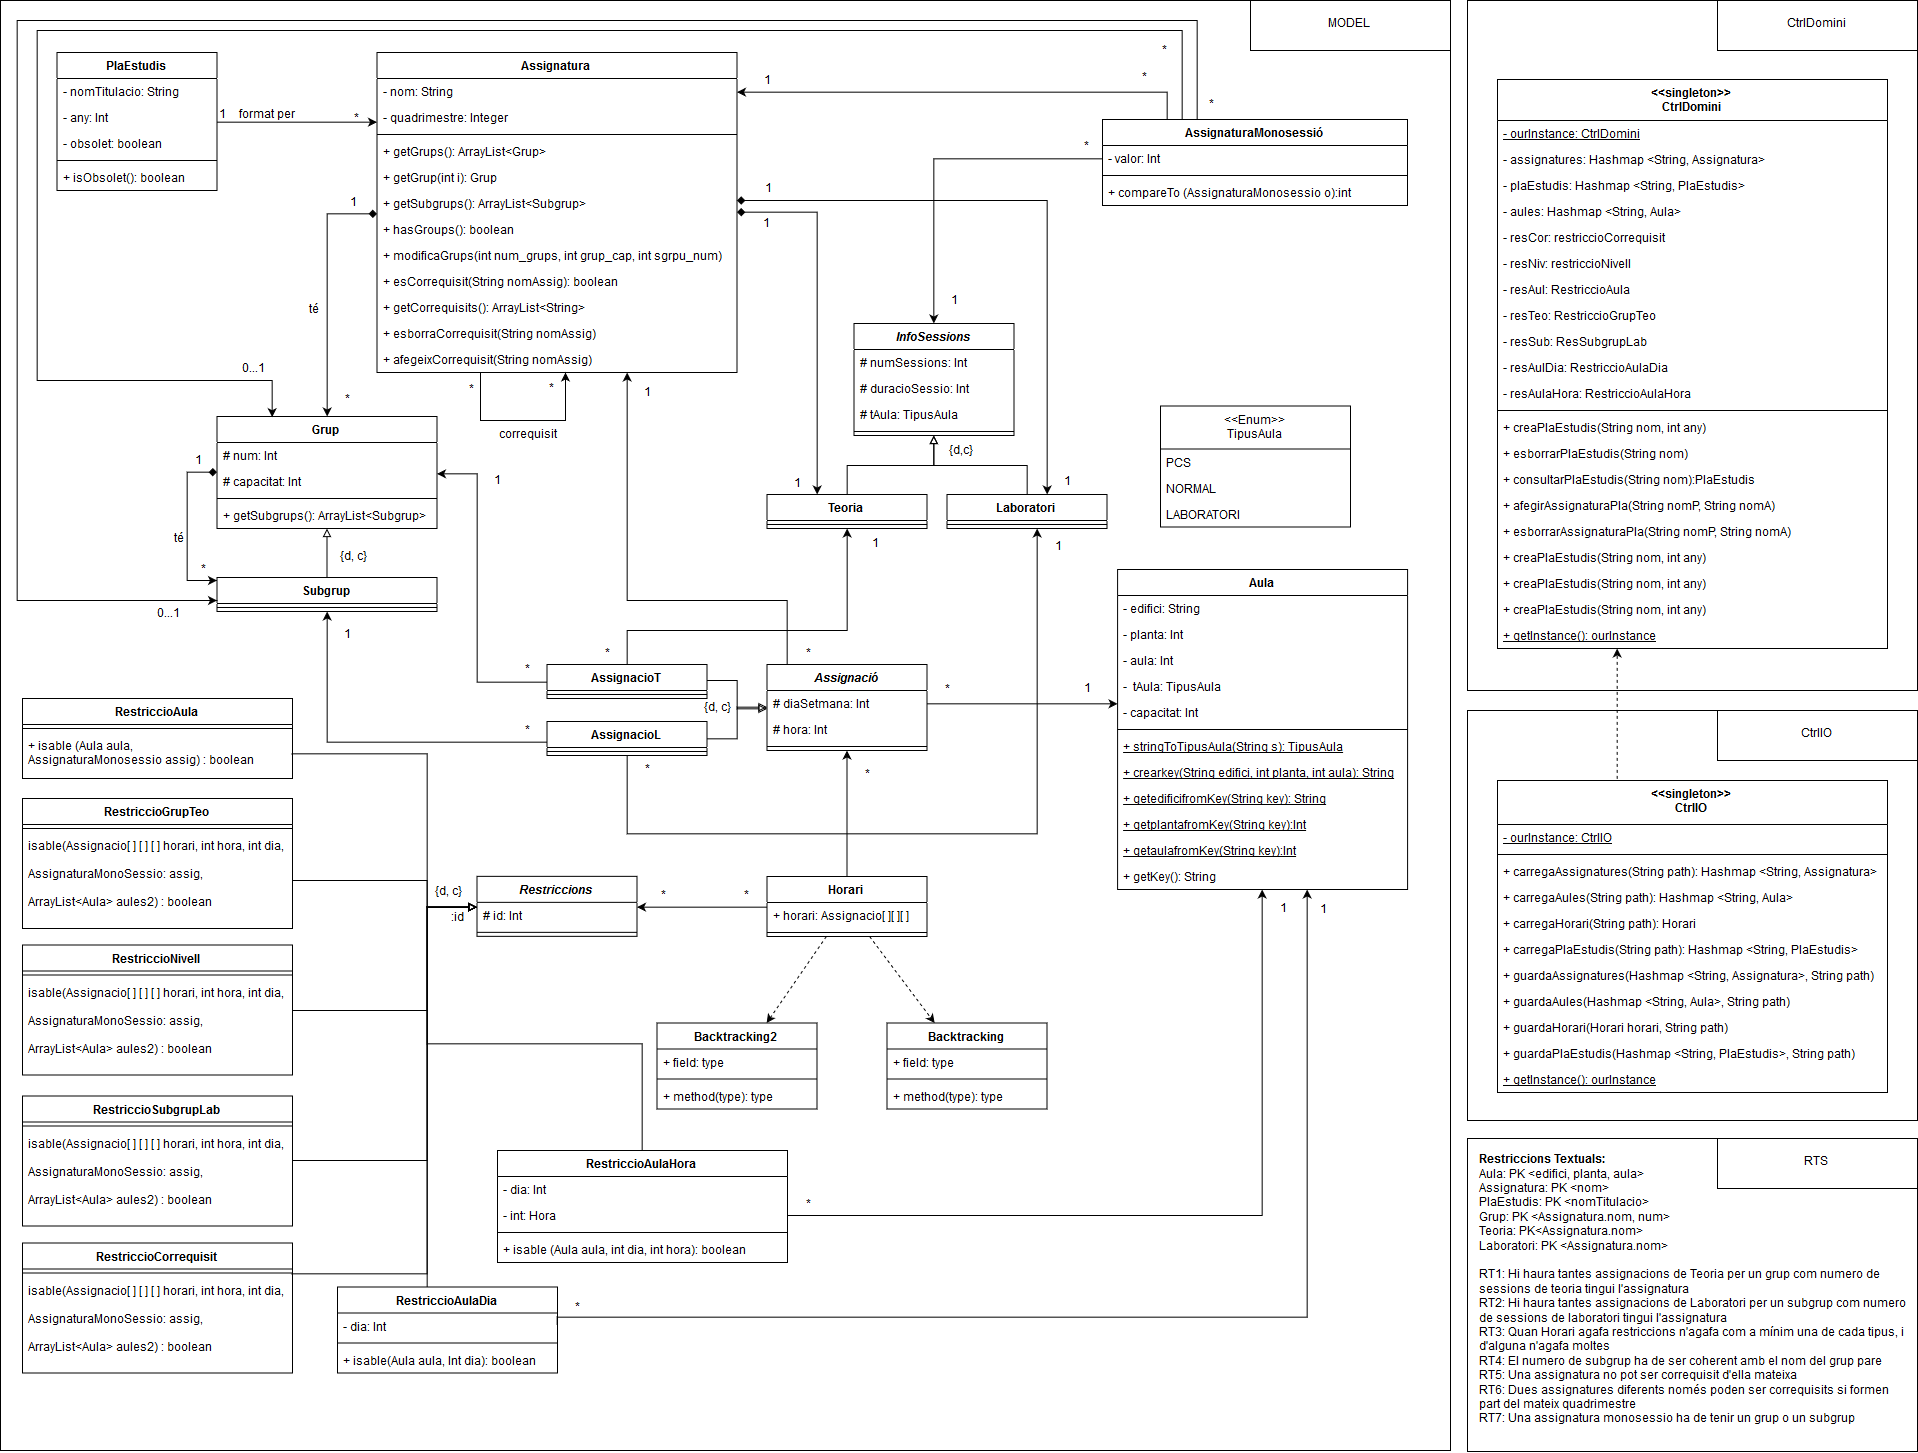 MODEL
PlaEstudis
- nomTitulacio: String
- any: Int
- obsolet: boolean
+ isObsolet(): boolean
1
format per
*
Assignatura
- nom: String
- quadrimestre: Integer
+ getGrups(): ArrayList<Grup>
+ getGrup(int i): Grup
+ getSubgrups(): ArrayList<Subgrup>
+ hasGroups(): boolean
+ modificaGrups(int num_grups, int grup_cap, int sgrpu_num)
+ esCorrequisit(String nomAssig): boolean
+ getCorrequisits(): ArrayList<String>
+ esborraCorrequisit(String nomAssig)
+ afegeixCorrequisit(String nomAssig)
1
*
*
*
AssignaturaMonosessió
- valor: Int
+ compareTo (AssignaturaMonosessio o):int
*
1
1
1
té
1
InfoSessions
# numSessions: Int
# duracioSessio: Int
# tAula: TipusAula
{d,c}
0...1
*
*
*
correquisit
1
<<Enum>>
TipusAula
PCS
NORMAL
LABORATORI
Grup
# num: Int
# capacitat: Int
+ getSubgrups(): ArrayList<Subgrup>
1
té
*
{d, c}
1
1
1
Teoria
Laboratori
1
1
Subgrup
0...1
1
Aula
- edifici: String
- planta: Int
- aula: Int
- tAula: TipusAula
- capacitat: Int
+ stringToTipusAula(String s): TipusAula
+ crearkey(String edifici, int planta, int aula): String
+ getedificifromKey(String key): String
+ getplantafromKey(String key):Int
+ getaulafromKey(String key):Int
+ getKey(): String
*
*
*
AssignacioT
{d, c}
*
AssignacioL
*
Assignació
# diaSetmana: Int
# hora: Int
*
1
*
RestriccioAula
+ isable (Aula aula,
AssignaturaMonosessio assig) : boolean
RestriccioGrupTeo
isable(Assignacio[ ] [ ] [ ] horari, int hora, int dia,
AssignaturaMonoSessio: assig,
ArrayList<Aula> aules2) : boolean
{d, c}
:id
Restriccions
# id: Int
*
*
Horari
+ horari: Assignacio[ ][ ][ ]
1
1
RestriccioNivell
isable(Assignacio[ ] [ ] [ ] horari, int hora, int dia,
AssignaturaMonoSessio: assig,
ArrayList<Aula> aules2) : boolean
Backtracking2
+ field: type
+ method(type): type
Backtracking
+ field: type
+ method(type): type
RestriccioSubgrupLab
isable(Assignacio[ ] [ ] [ ] horari, int hora, int dia,
AssignaturaMonoSessio: assig,
ArrayList<Aula> aules2) : boolean
RestriccioAulaHora
- dia: Int
- int: Hora
+ isable (Aula aula, int dia, int hora): boolean
*
RestriccioCorrequisit
isable(Assignacio[ ] [ ] [ ] horari, int hora, int dia,
AssignaturaMonoSessio: assig,
ArrayList<Aula> aules2) : boolean
RestriccioAulaDia
- dia: Int
+ isable(Aula aula, Int dia): boolean
*
CtrlDomini
<<singleton>>
CtrlDomini
- ourInstance: CtrlDomini
- assignatures: Hashmap <String, Assignatura>
- plaEstudis: Hashmap <String, PlaEstudis>
- aules: Hashmap <String, Aula>
- resCor: restriccioCorrequisit
- resNiv: restriccioNivell
- resAul: RestriccioAula
- resTeo: RestriccioGrupTeo
- resSub: ResSubgrupLab
- resAulDia: RestriccioAulaDia
- resAulaHora: RestriccioAulaHora
+ creaPlaEstudis(String nom, int any)
+ esborrarPlaEstudis(String nom)
+ consultarPlaEstudis(String nom):PlaEstudis
+ afegirAssignaturaPla(String nomP, String nomA)
+ esborrarAssignaturaPla(String nomP, String nomA)
+ creaPlaEstudis(String nom, int any)
+ creaPlaEstudis(String nom, int any)
+ creaPlaEstudis(String nom, int any)
+ getInstance(): ourInstance
CtrlIO
<<singleton>>
CtrlIO
- ourInstance: CtrlIO
+ carregaAssignatures(String path): Hashmap <String, Assignatura>
+ carregaAules(String path): Hashmap <String, Aula>
+ carregaHorari(String path): Horari
+ carregaPlaEstudis(String path): Hashmap <String, PlaEstudis>
+ guardaAssignatures(Hashmap <String, Assignatura>, String path)
+ guardaAules(Hashmap <String, Aula>, String path)
+ guardaHorari(Horari horari, String path)
+ guardaPlaEstudis(Hashmap <String, PlaEstudis>, String path)
+ getInstance(): ourInstance
RTS
Restriccions Textuals:
Aula: PK <edifici, planta, aula>
Assignatura: PK <nom>
PlaEstudis: PK <nomTitulacio>
Grup: PK <Assignatura.nom, num>
Teoria: PK<Assignatura.nom>
Laboratori: PK <Assignatura.nom>
RT1: Hi haura tantes assignacions de Teoria per un grup com numero de
sessions de teoria tingui l'assignatura
RT2: Hi haura tantes assignacions de Laboratori per un subgrup com numero
de sessions de laboratori tingui l'assignatura
RT3: Quan Horari agafa restriccions n'agafa com a mínim una de cada tipus, i
d'alguna n'agafa moltes
RT4: El numero de subgrup ha de ser coherent amb el nom del grup pare
RT5: Una assignatura no pot ser correquisit d'ella mateixa
RT6: Dues assignatures diferents només poden ser correquisits si formen
part del mateix quadrimestre
RT7: Una assignatura monosessio ha de tenir un grup o un subgrup